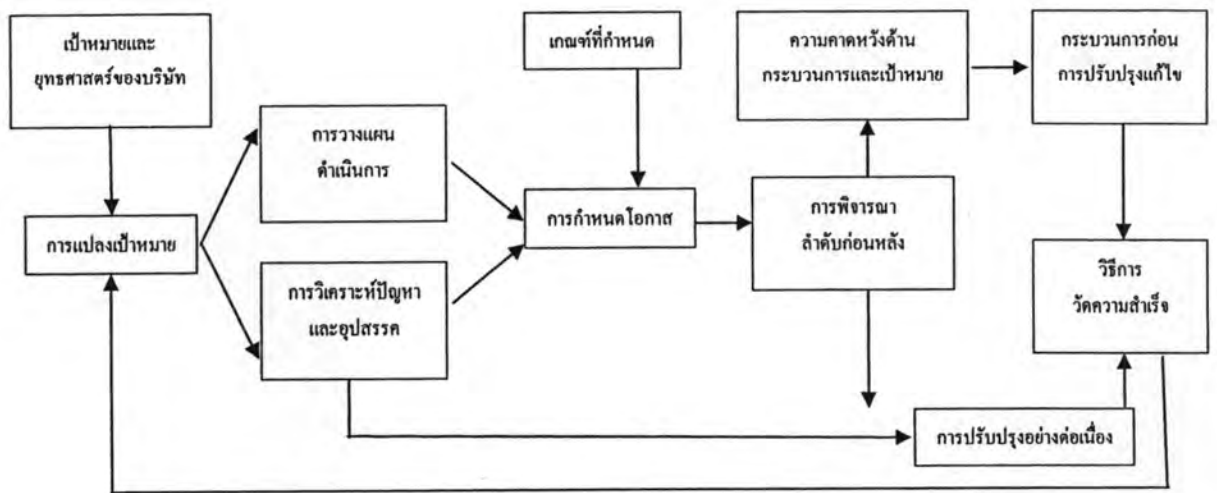 เป้าหมายและ
ยุทธศาสตร์ของบริษัท
การแปลงเป้าหมาย
การวางแผน
ดำเนินการ
การวิเคราะห์ปัญหา
และอุปสรรค
เกณฑ์ที่กำหนด
การกำหนดโอกาส
ความคาดหวังด้าน
กระบวนการและเป้าหมาย
การพิจารณา
ลำดับก่อนหลัง
กระบวนการก่อน
การปรับปรุงแก้ไข
วิธีการ
วัดความสำเร็จ
การปรับปรุงอย่างต่อเนื่อง